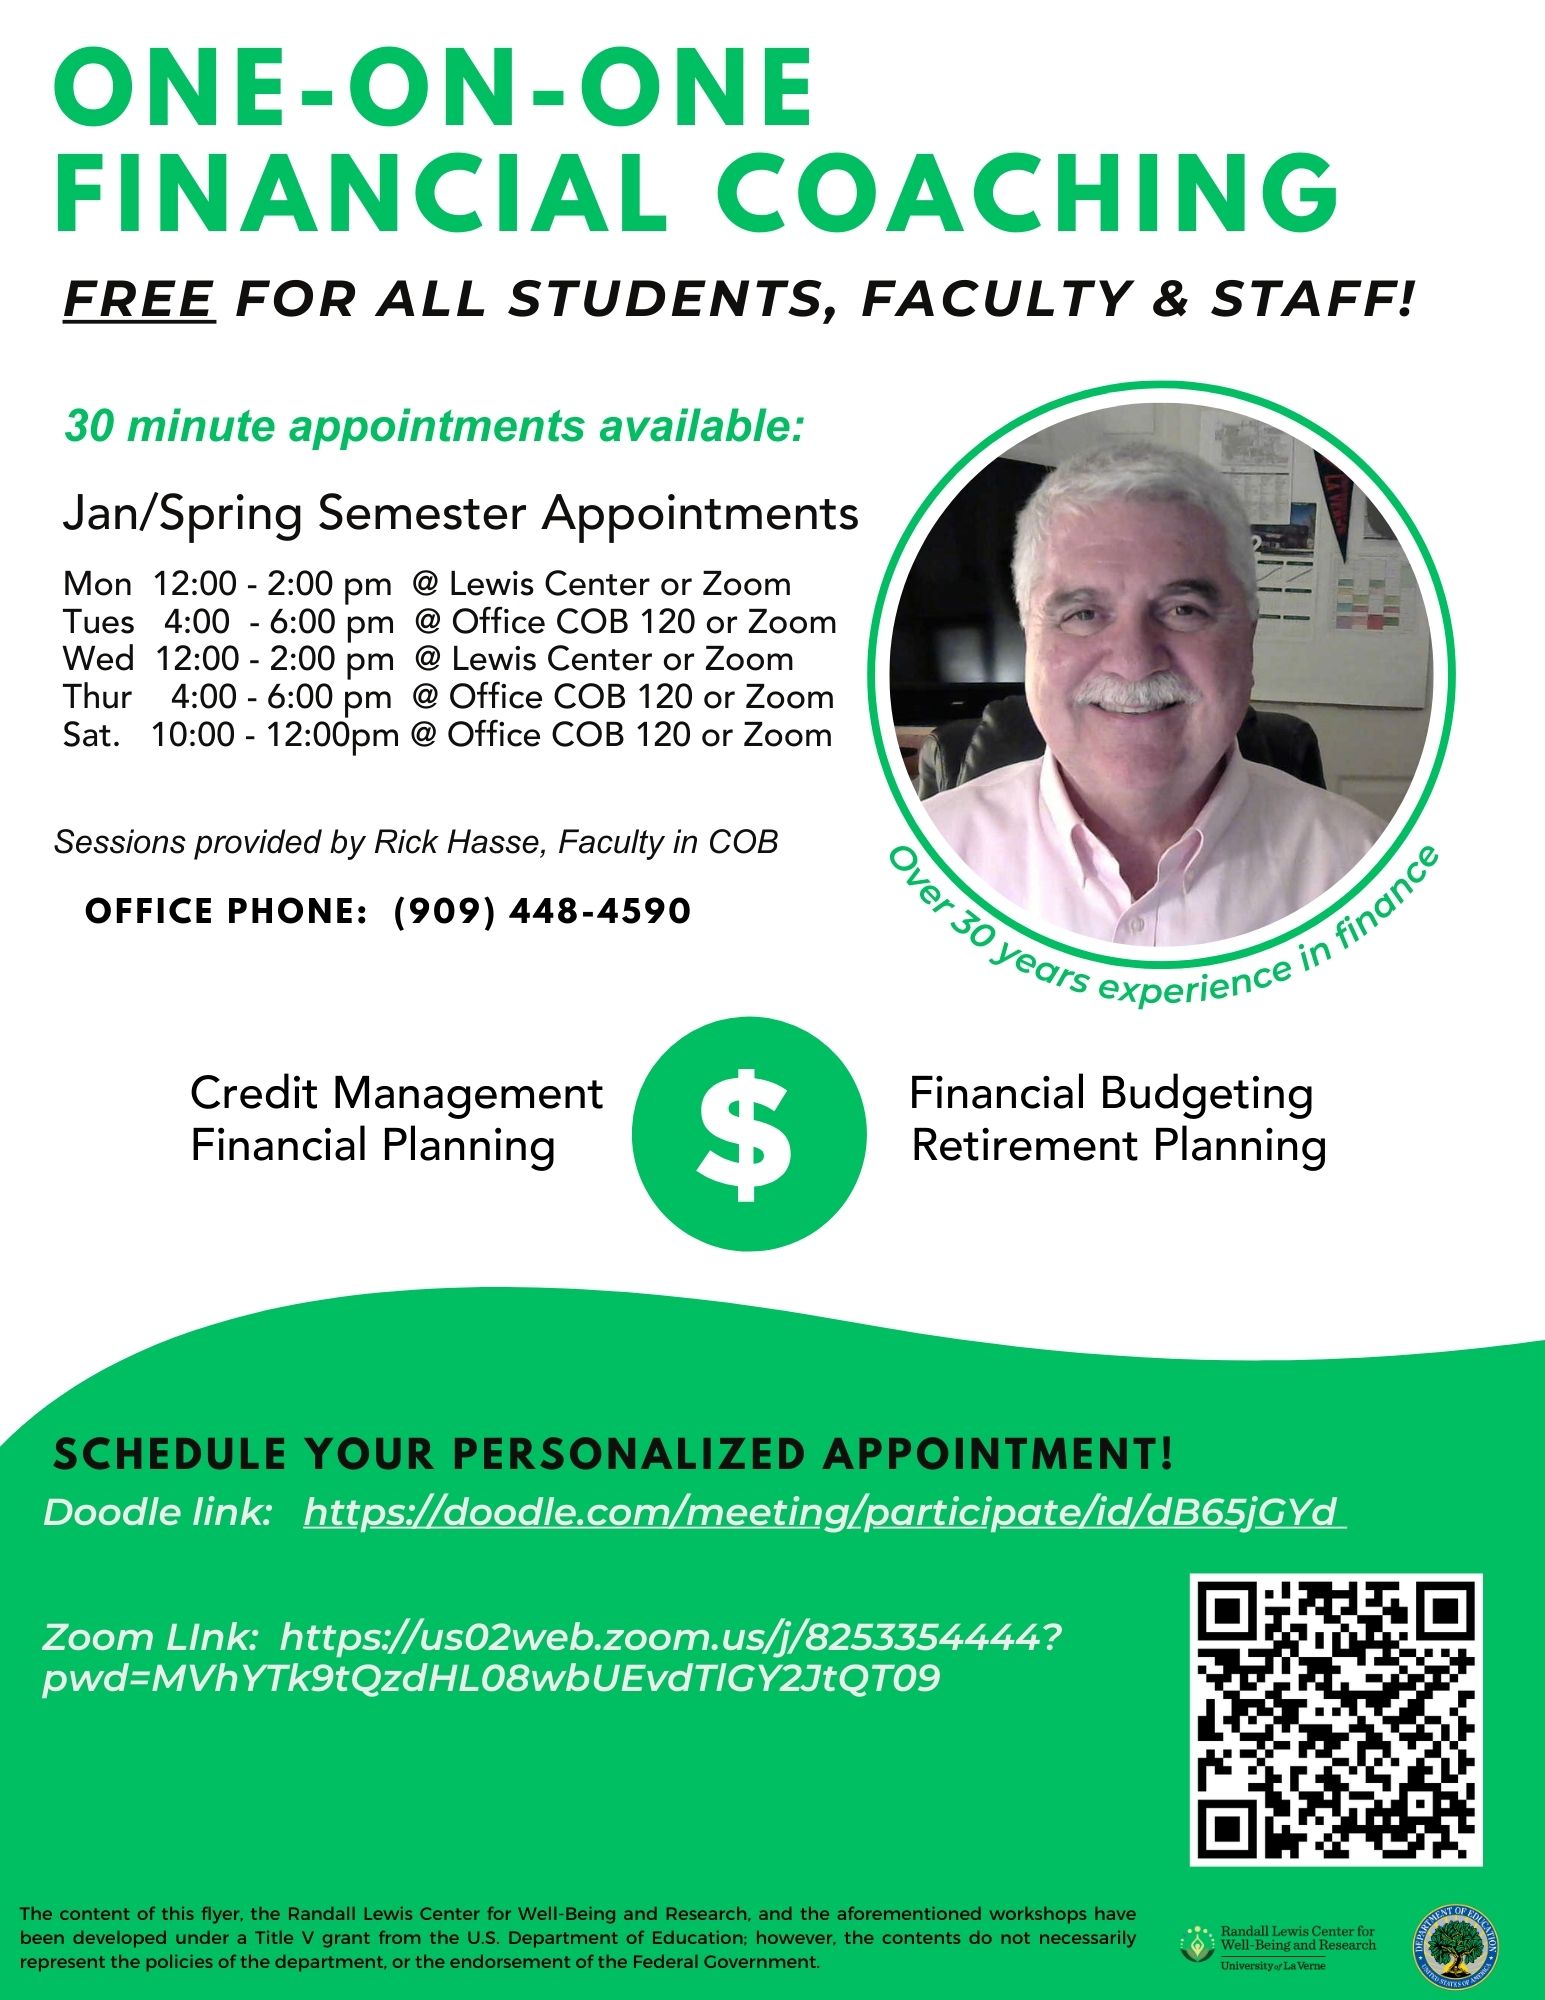 ONE-ON-ONE
FINANCIAL COACHING
FREE FOR ALL STUDENTS, FACULTY & STAFF!
30 minute appointments available:
Jan/Spring Semester Appointments
Mon 12:00 - 2:00 pm @ Lewis Center or Zoom
Tues 4:00 - 6:00 pm @ Office COB 120 or Zoom
Wed 12:00 - 2:00 pm @ Lewis Center or Zoom
Thur 4:00 - 6:00 pm @ Office COB 120 or Zoom
Sat. 10:00 - 12:00pm @ Office COB 120 or Zoom
Sessions provided by Rick Hasse, Faculty in COB
OFFICE PHONE: (909) 448-4590
Over 30 years experience in finance
Credit Management
Financial Planning
$
Financial Budgeting
Retirement Planning
SCHEDULE YOUR PERSONALIZED APPOINTMENT!
Doodle link: https://doodle.com/meeting/participate/id/dB65jGYd
Zoom LInk: https://us02web.zoom.us/j/8253354444?
pwd=MVhYTk9tQzdHL08wbUEvdTlGY2JtQT09
The content of this flyer, the Randall Lewis Center for Well-Being and Research, and the aforementioned workshops have
been developed under a Title V grant from the U.S. Department of Education; however, the contents do not necessarily
represent the policies of the department, or the endorsement of the Federal Government.
Randall Lewis Center for
Well-Being and Research
University of La Verne
DEPARTMENT OF EDUCATION
UNITED STATES OF AMERICA